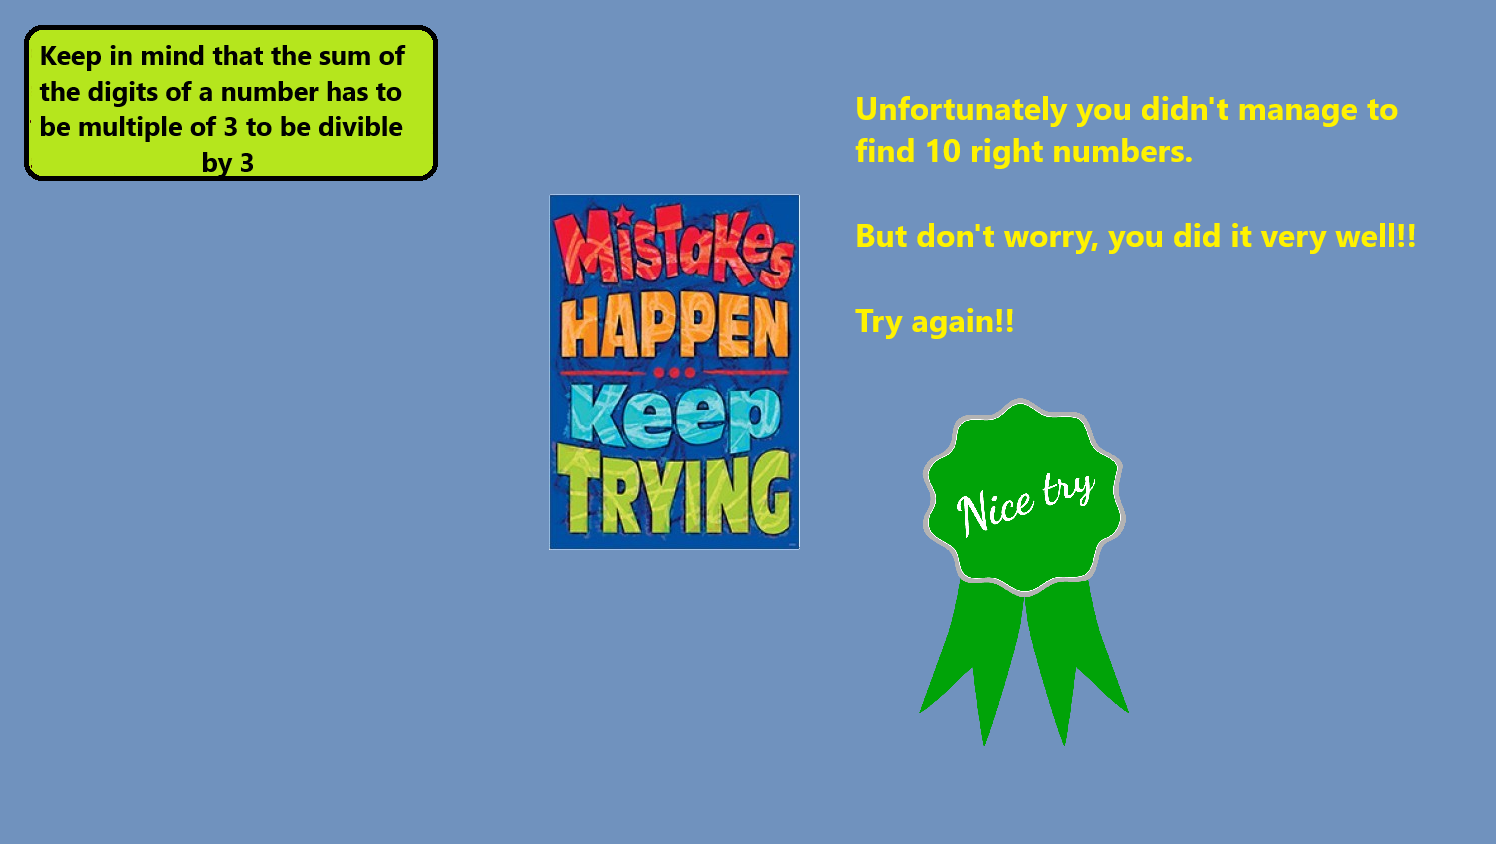 Keep in mind that the sum of
the digits of a number has to
be multiple of 3 to be divible
by 3
Unfortunately you didn't manage to
find 10 right numbers.
But don't worry, you did it very well!!
Try again!!
MiSTaKes
HAPPEN
Keep
TRYING
Nice try